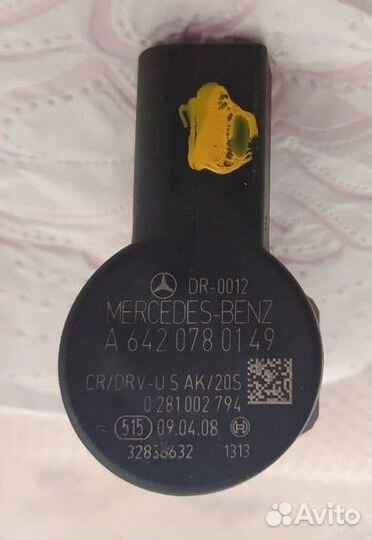 DR-0012
MERCEDES-BENZ
A 642 078 01 49
CR/DRV-U S AK/20S
0 281 002 794
515 09.04.08
32836632 1313
Avito